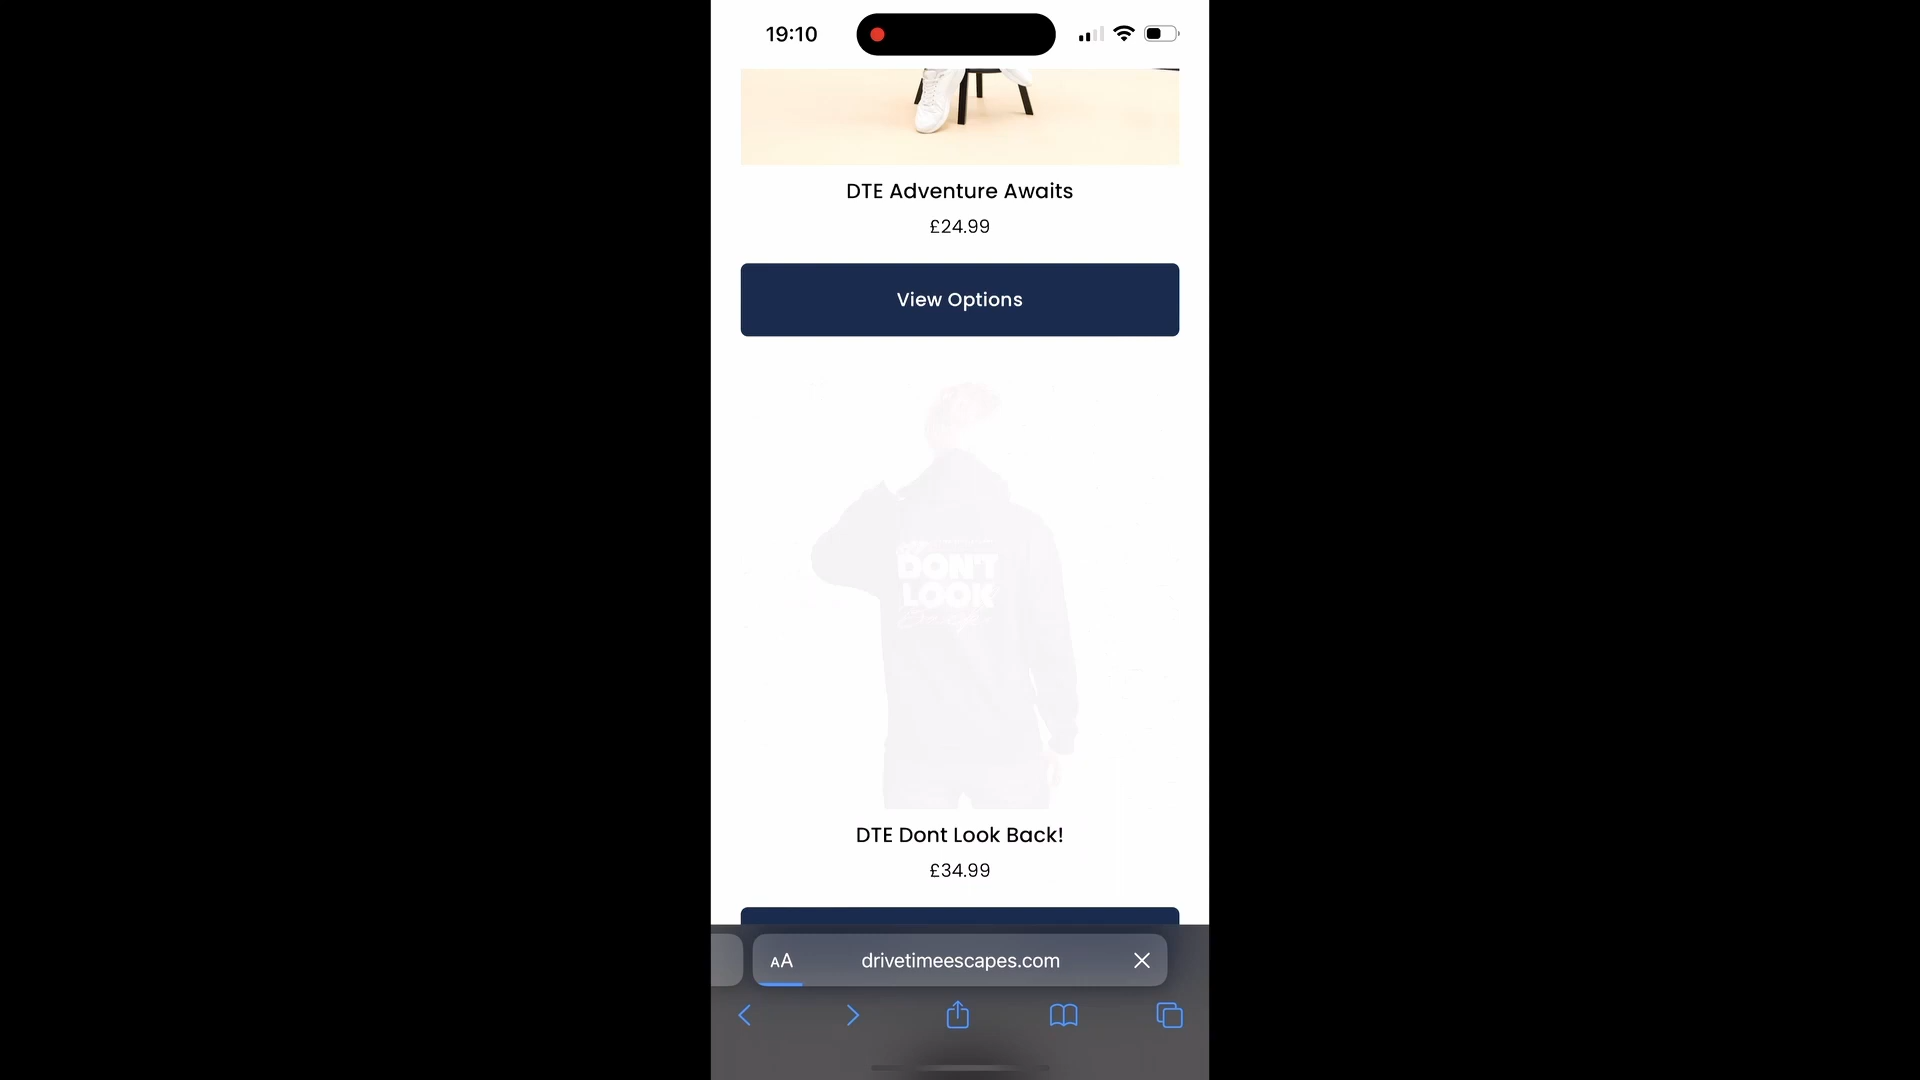 19:10
DTE Adventure Awaits
£24.99
View Options
DON'T
LOOK
DTE Dont Look Back!
£34.99
AA
drivetimeescapes.com